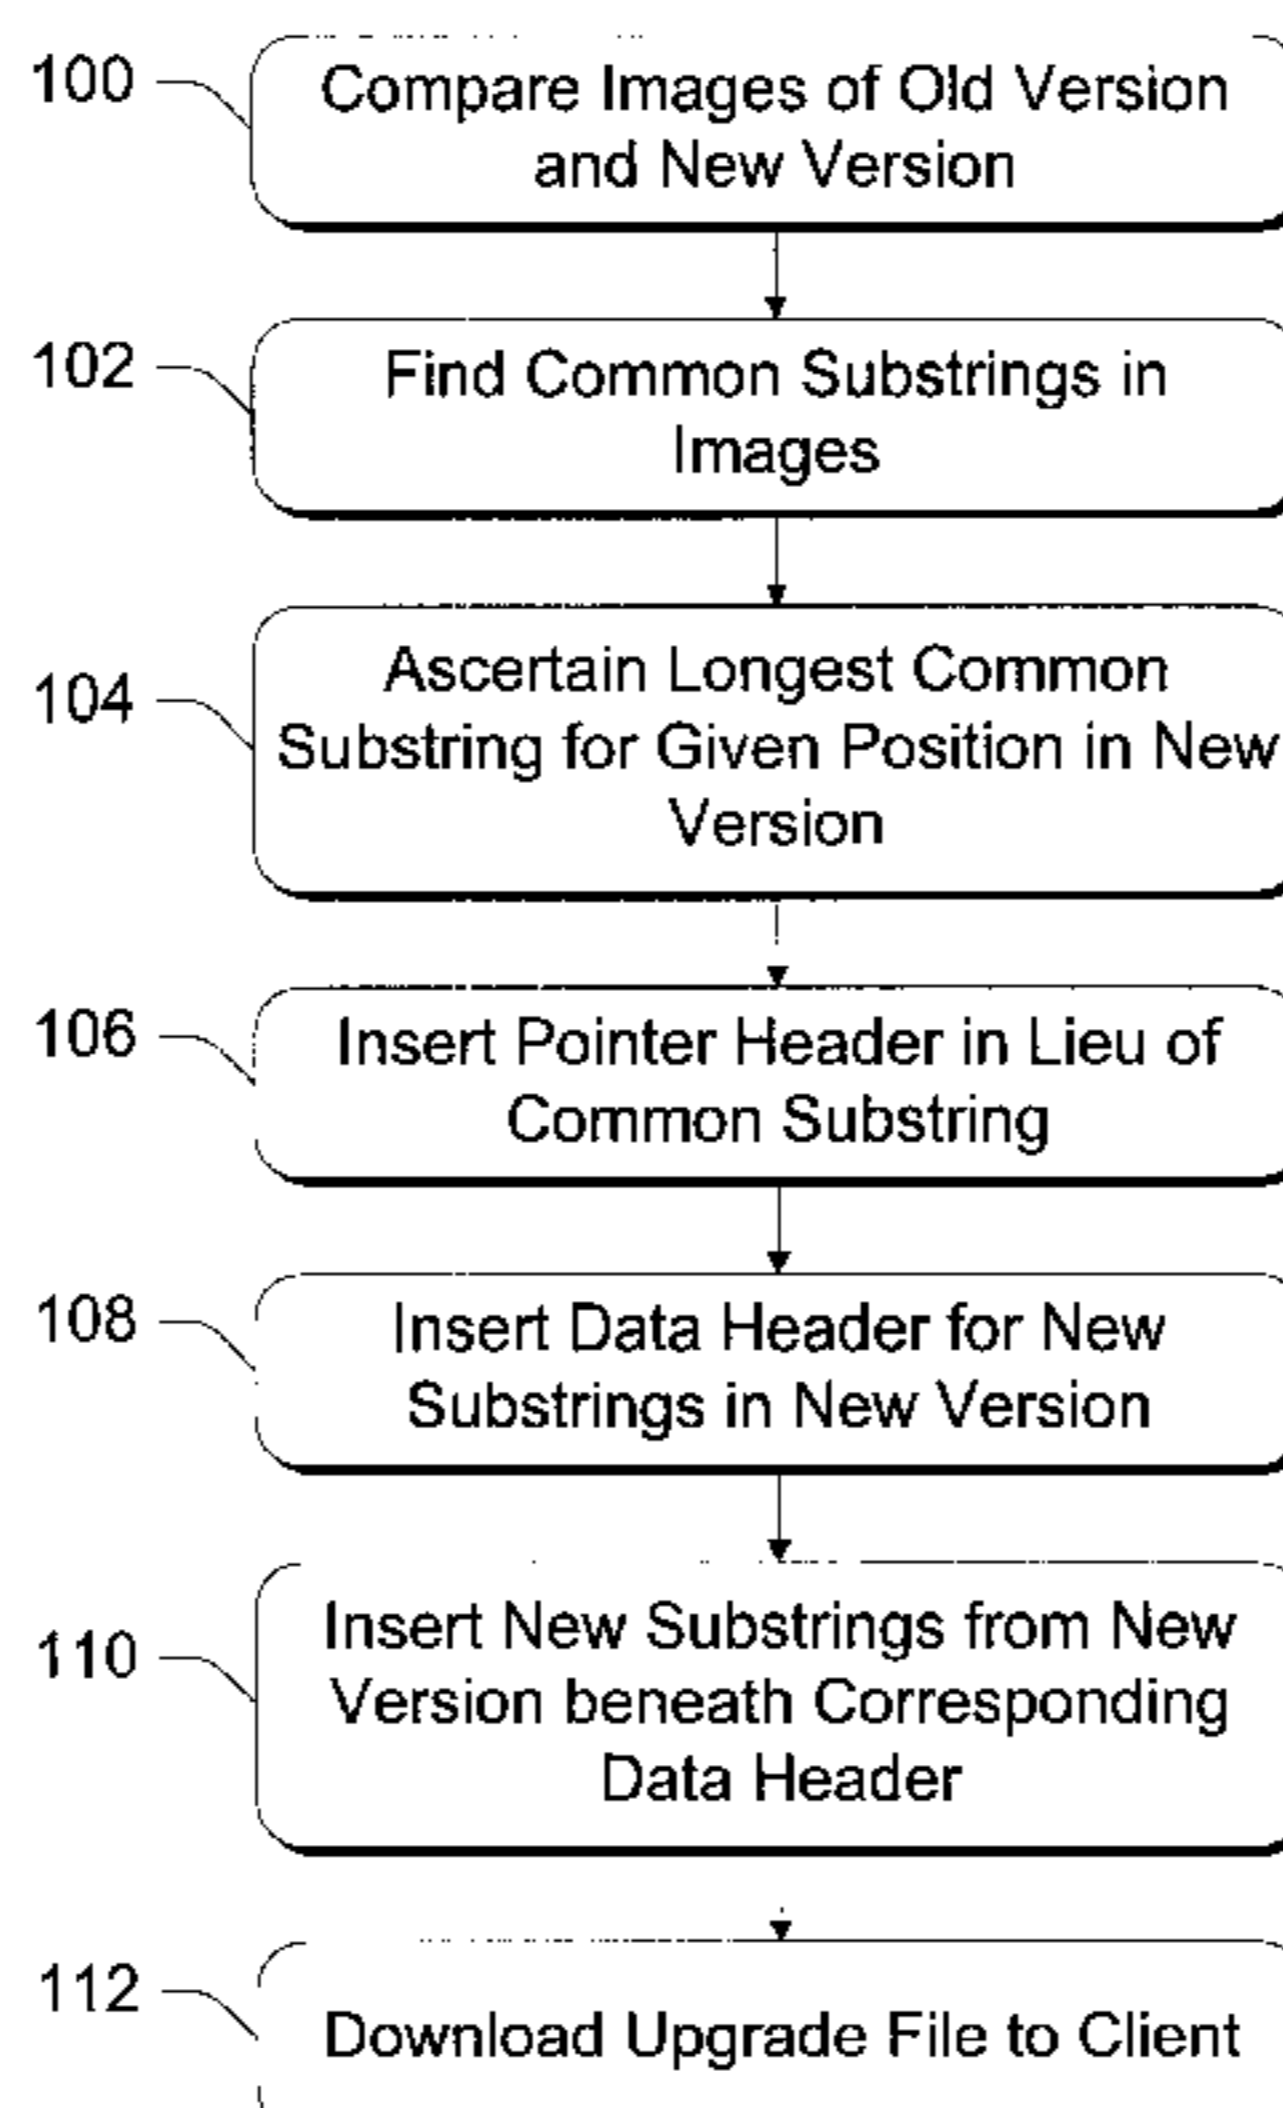 100
Compare Images of Old Version
and New Version
102
Find Common Substrings in
Images
104
Ascertain Longest Common
Substring for Given Position in New
Version
106
Insert Pointer Header in Lieu of
Common Substring
108
Insert Data Header for New
Substrings in New Version
110
Insert New Substrings from New
Version beneath Corresponding
Data Header
112
Download Upgrade File to Client